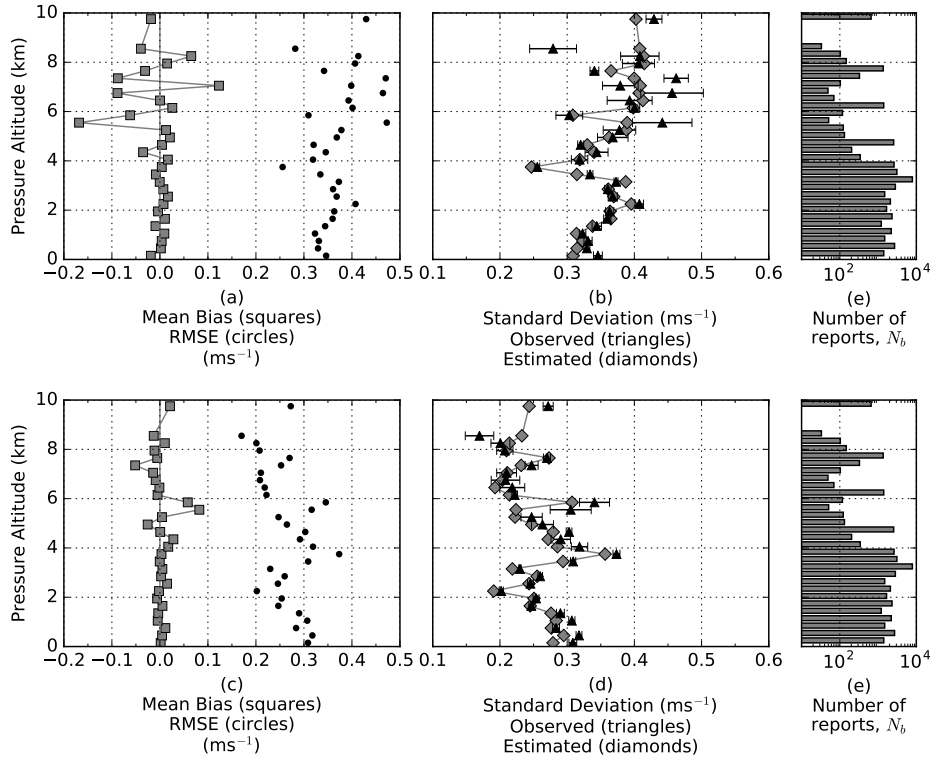 10
8
6
4
2
0
Pressure Altitude (km)
−0.2 −0.1 0.0 0.1 0.2 0.3 0.4 0.5
(a)
Mean Bias (squares)
RMSE (circles)
(ms⁻¹)
0.1 0.2 0.3 0.4 0.5 0.6
(b)
Standard Deviation (ms⁻¹)
Observed (triangles)
Estimated (diamonds)
10² 10⁴
(e)
Number of
reports, N_b
10
8
6
4
2
0
Pressure Altitude (km)
−0.2 −0.1 0.0 0.1 0.2 0.3 0.4 0.5
(c)
Mean Bias (squares)
RMSE (circles)
(ms⁻¹)
0.1 0.2 0.3 0.4 0.5 0.6
(d)
Standard Deviation (ms⁻¹)
Observed (triangles)
Estimated (diamonds)
10² 10⁴
(e)
Number of
reports, N_b